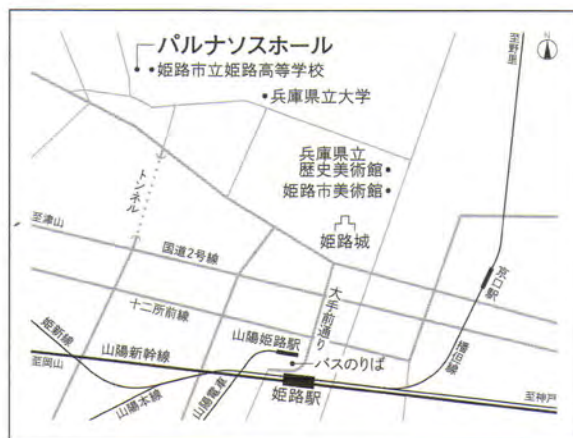 パルナソスホール
姫路市立姫路高等学校
兵庫県立大学
兵庫県立
歴史美術館
姫路市美術館
姫路城
トンネル
至野里
N
至津山
国道2号線
十二所前線
大手前通り
京口駅
播但線
姫新線
山陽新幹線
山陽姫路駅
バスのりば
至岡山
山陽本線
山陽電車
姫路駅
至神戸